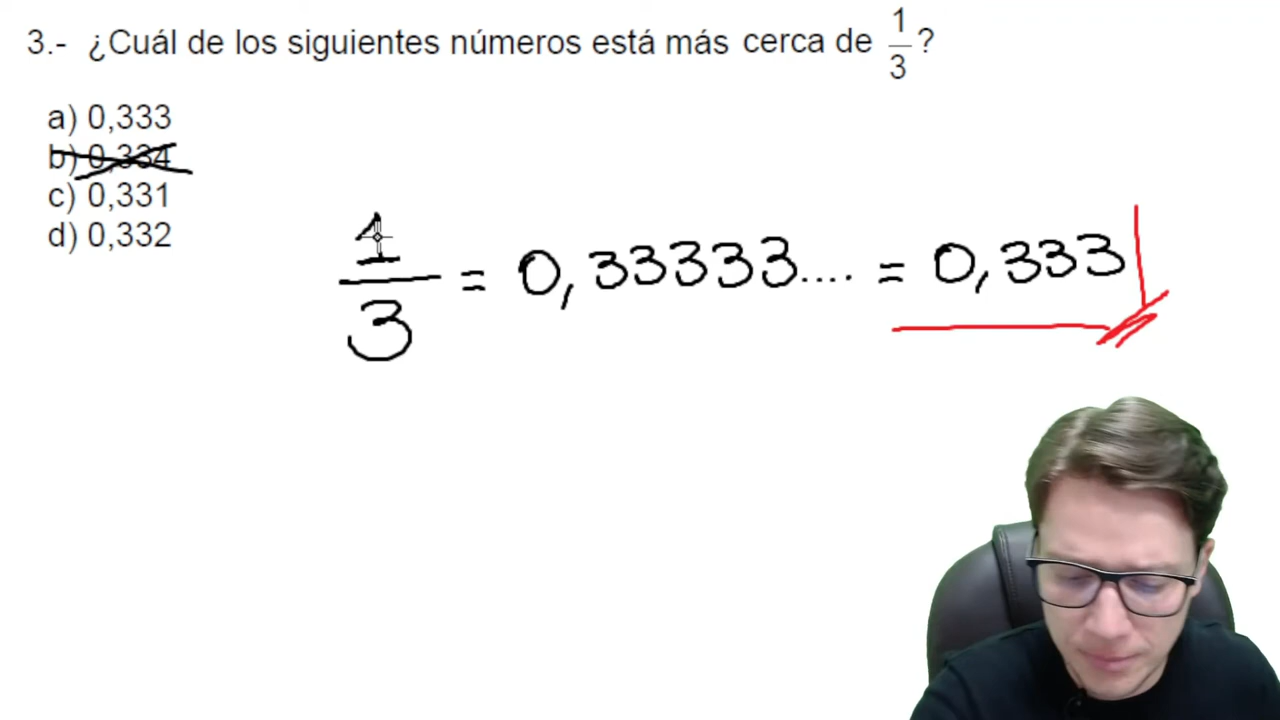 3.- ¿Cuál de los siguientes números está más cerca de 1/3?
a) 0,333
b) 0,334
c) 0,331
d) 0,332
1/3 = 0,33333.... = 0,333